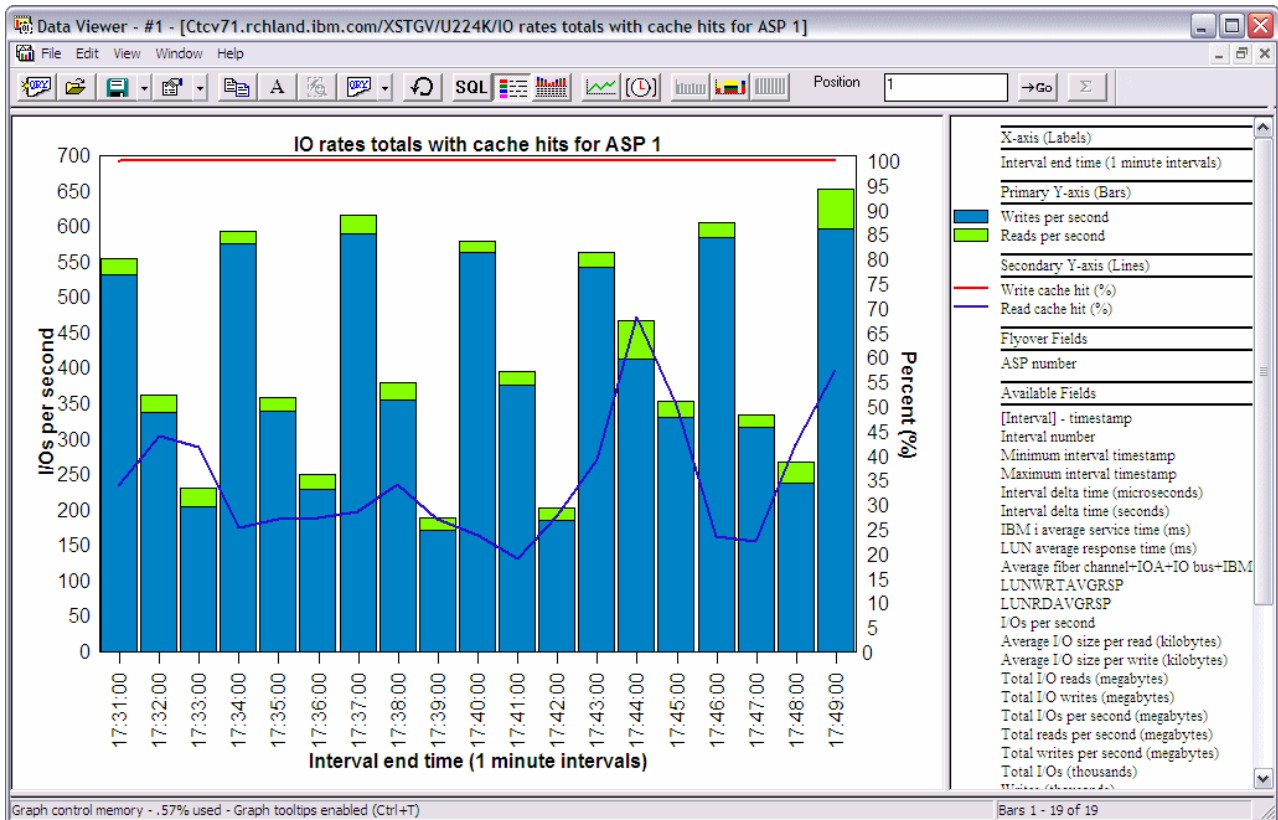 Data Viewer - #1 - [Ctcv71.rchland.ibm.com/XSTGV/U224K/IO rates totals with cache hits for ASP 1]
File Edit View Window Help
QRY A QRY SQL Position 1 →Go Σ
IO rates totals with cache hits for ASP 1
700
650
600
550
500
450
400
350
300
250
200
150
100
50
0
I/Os per second
100
95
90
85
80
75
70
65
60
55
50
45
40
35
30
25
20
15
10
5
0
Percent (%)
17:31:00
17:32:00
17:33:00
17:34:00
17:35:00
17:36:00
17:37:00
17:38:00
17:39:00
17:40:00
17:41:00
17:42:00
17:43:00
17:44:00
17:45:00
17:46:00
17:47:00
17:48:00
17:49:00
Interval end time (1 minute intervals)
X-axis (Labels)
Interval end time (1 minute intervals)
Primary Y-axis (Bars)
Writes per second
Reads per second
Secondary Y-axis (Lines)
Write cache hit (%)
Read cache hit (%)
Flyover Fields
ASP number
Available Fields
[Interval] - timestamp
Interval number
Minimum interval timestamp
Maximum interval timestamp
Interval delta time (microseconds)
Interval delta time (seconds)
IBM i average service time (ms)
LUN average response time (ms)
Average fiber channel+IOA+IO bus+IBM
LUNWRTAVGRSP
LUNRDAVGRSP
I/Os per second
Average I/O size per read (kilobytes)
Average I/O size per write (kilobytes)
Total I/O reads (megabytes)
Total I/O writes (megabytes)
Total I/Os per second (megabytes)
Total reads per second (megabytes)
Total writes per second (megabytes)
Total I/Os (thousands)
Graph control memory - .57% used - Graph tooltips enabled (Ctrl+T)
Bars 1 - 19 of 19